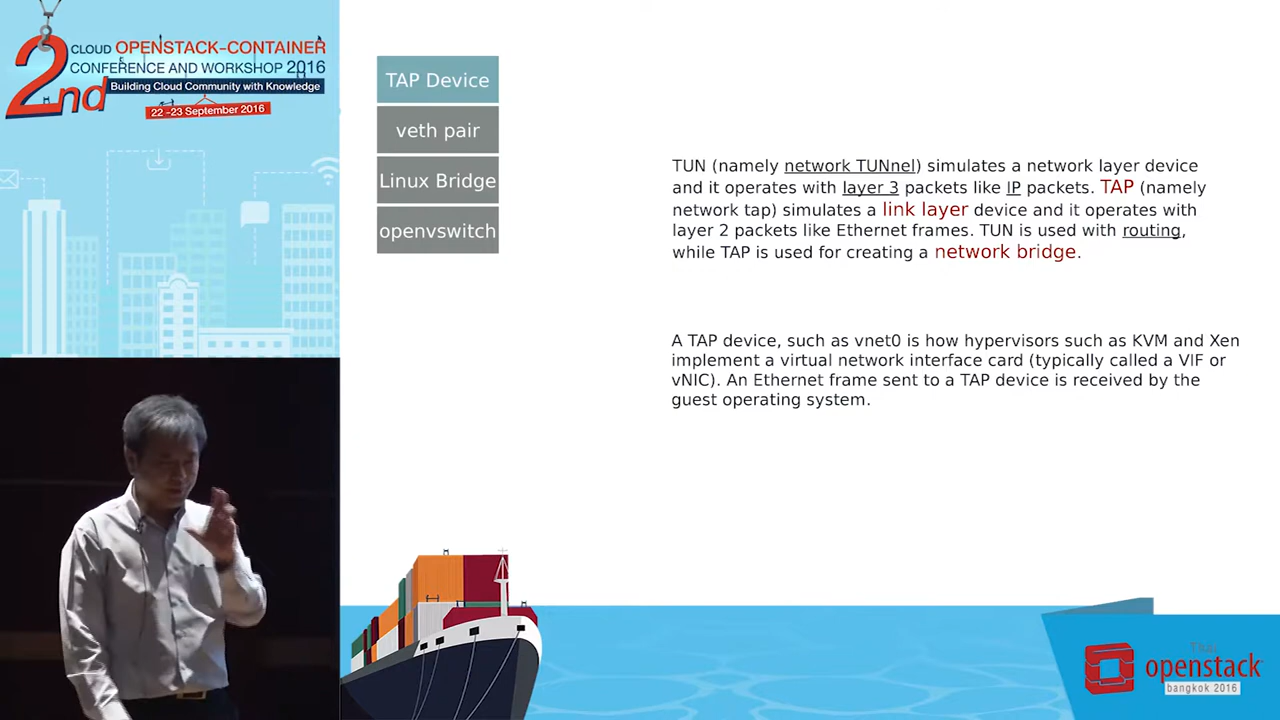 2nd
CLOUD OPENSTACK-CONTAINER
CONFERENCE AND WORKSHOP 2016
Building Cloud Community with Knowledge
22 -23 September 2016
TAP Device
veth pair
Linux Bridge
openvswitch
TUN (namely network TUNnel) simulates a network layer device
and it operates with layer 3 packets like IP packets. TAP (namely
network tap) simulates a link layer device and it operates with
layer 2 packets like Ethernet frames. TUN is used with routing,
while TAP is used for creating a network bridge.
A TAP device, such as vnet0 is how hypervisors such as KVM and Xen
implement a virtual network interface card (typically called a VIF or
vNIC). An Ethernet frame sent to a TAP device is received by the
guest operating system.
Thai
openstack
bangkok 2016